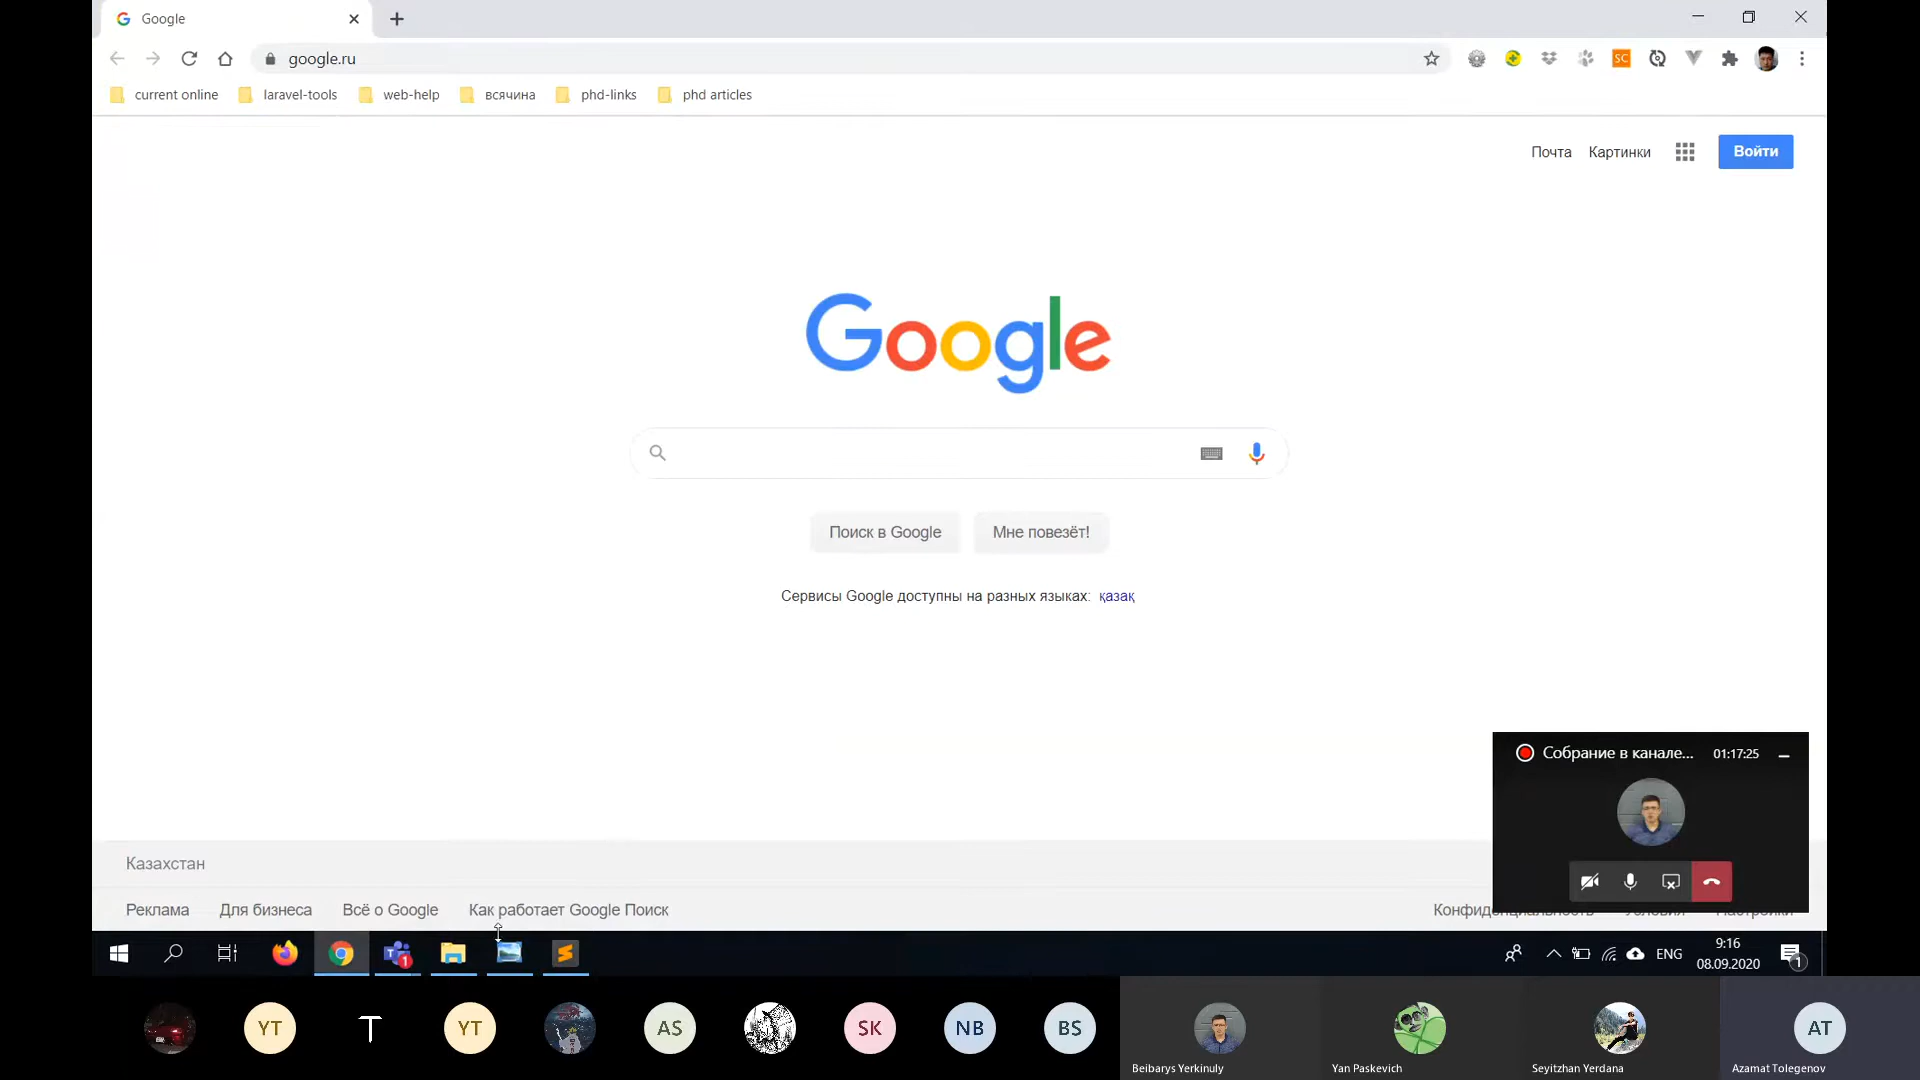 Google
google.ru
SC
current online
laravel-tools
web-help
всячина
phd-links
phd articles
Почта
Картинки
Войти
Google
Поиск в Google
Мне повезёт!
Сервисы Google доступны на разных языках: қазақ
Собрание в канале...
01:17:25
Казахстан
Реклама
Для бизнеса
Всё о Google
Как работает Google Поиск
1
ENG
9:16
08.09.2020
1
YT
T
YT
AS
SK
NB
BS
AT
Beibarys Yerkinuly
Yan Paskevich
Seyitzhan Yerdana
Azamat Tolegenov